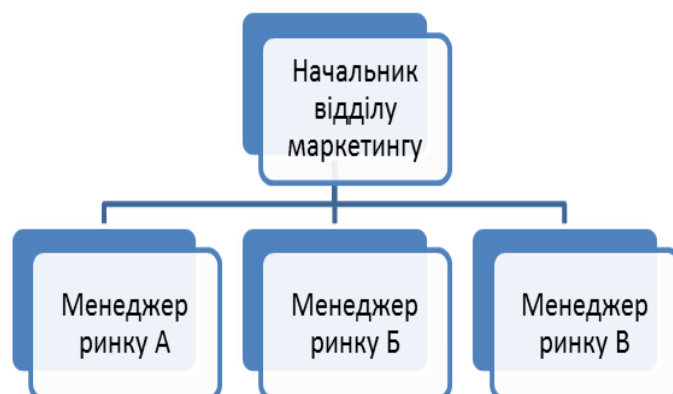 Начальник
відділу
маркетингу
Менеджер
ринку А
Менеджер
ринку Б
Менеджер
ринку В